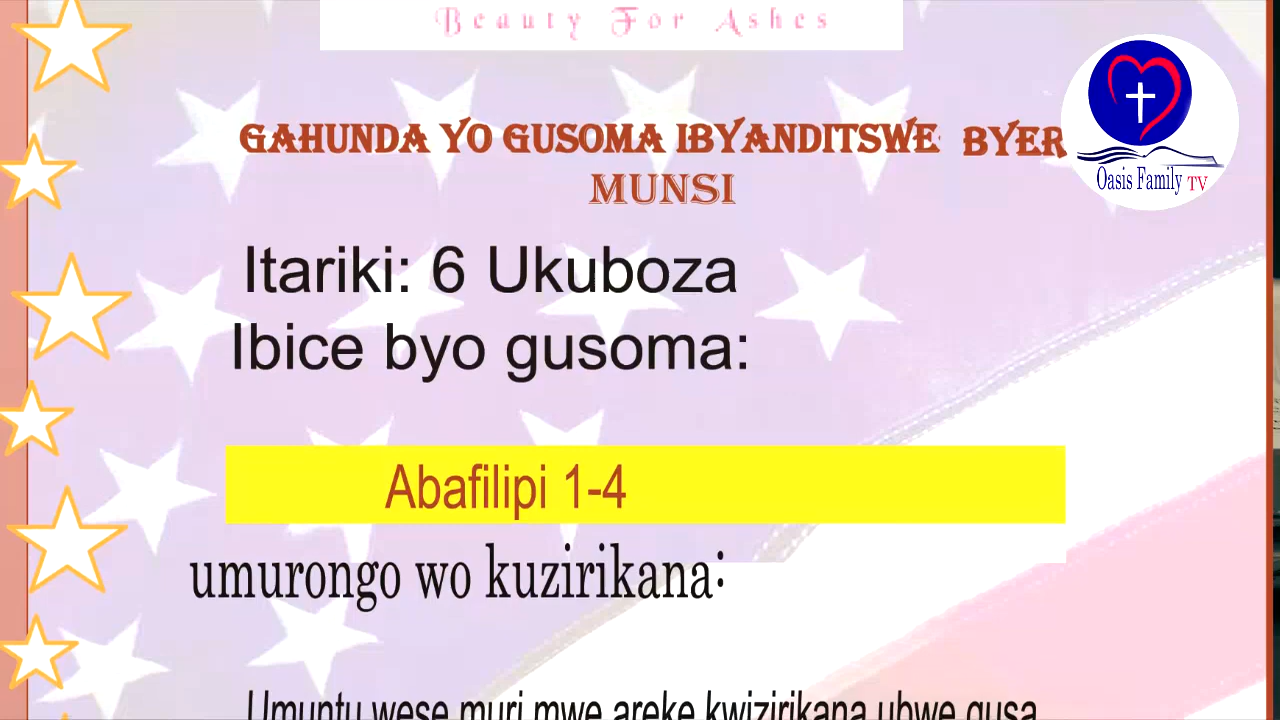 Beauty For Ashes
GAHUNDA YO GUSOMA IBYANDITSWE BYER
MUNSI
Oasis Family TV
Itariki: 6 Ukuboza
Ibice byo gusoma:
Abafilipi 1-4
umurongo wo kuzirikana:
Umuntu wese muri mwe areke kwizirikana ubwe gusa